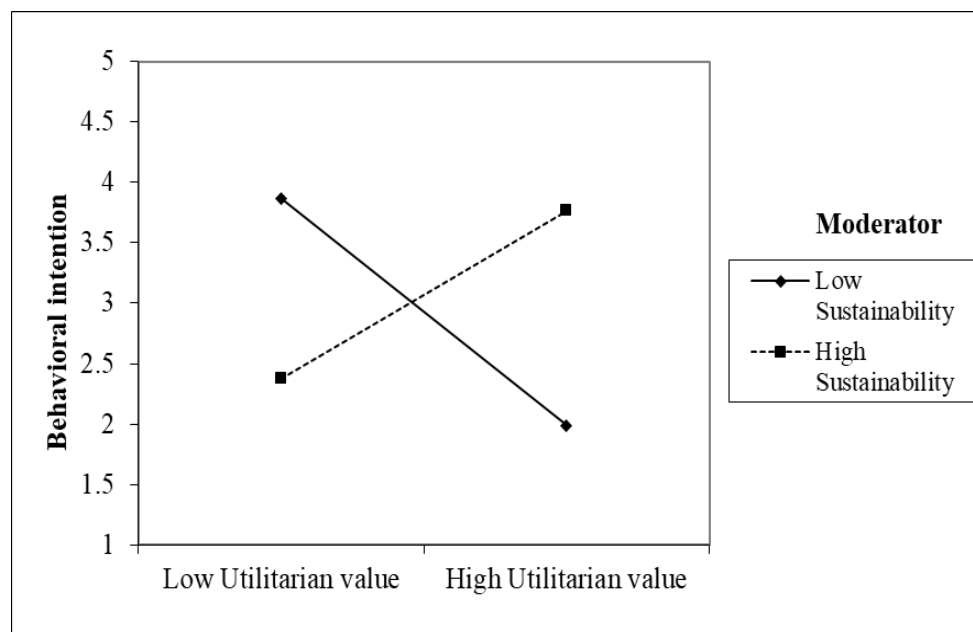 5
4.5
4
3.5
3
2.5
2
1.5
1
Behavioral intention
Low Utilitarian value
High Utilitarian value
Moderator
Low
Sustainability
High
Sustainability